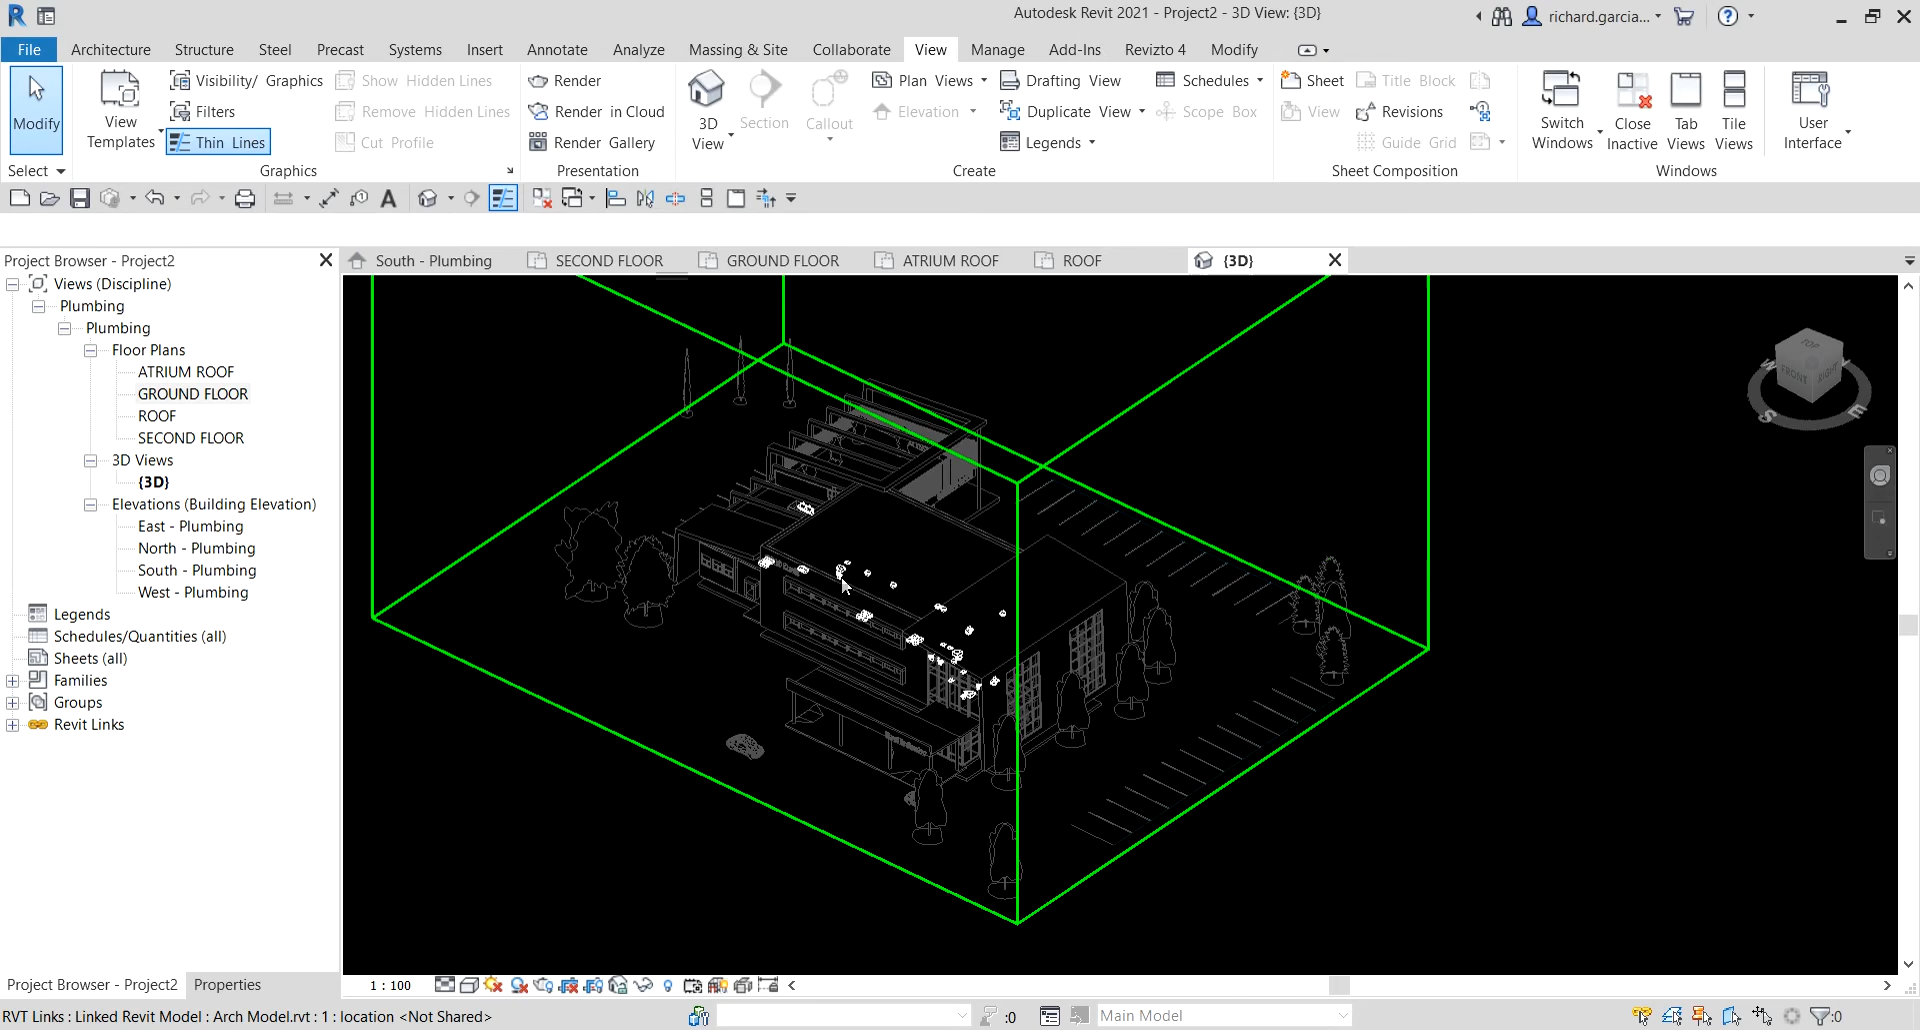 Autodesk Revit 2021 - Project2 - 3D View: {3D}
richard.garcia...
File Architecture Structure Steel Precast Systems Insert Annotate Analyze Massing & Site Collaborate View Manage Add-Ins Revizto 4 Modify
Modify
View Templates
Visibility/ Graphics
Filters
Thin Lines
Show Hidden Lines
Remove Hidden Lines
Cut Profile
Render
Render in Cloud
Render Gallery
3D View
Section
Callout
Plan Views
Elevation
Drafting View
Duplicate View
Legends
Schedules
Scope Box
Sheet
View
Title Block
Revisions
Guide Grid
Switch Windows
Close Inactive
Tab Views
Tile Views
User Interface
Select Graphics Presentation Create Sheet Composition Windows
Project Browser - Project2
South - Plumbing SECOND FLOOR GROUND FLOOR ATRIUM ROOF ROOF {3D}
Views (Discipline)
Plumbing
Plumbing
Floor Plans
ATRIUM ROOF
GROUND FLOOR
ROOF
SECOND FLOOR
3D Views
{3D}
Elevations (Building Elevation)
East - Plumbing
North - Plumbing
South - Plumbing
West - Plumbing
Legends
Schedules/Quantities (all)
Sheets (all)
Families
Groups
Revit Links
TOP
FRONT
RIGHT
W
S
E
Project Browser - Project2 Properties
1 : 100
RVT Links : Linked Revit Model : Arch Model.rvt : 1 : location <Not Shared>
:0
Main Model
:0